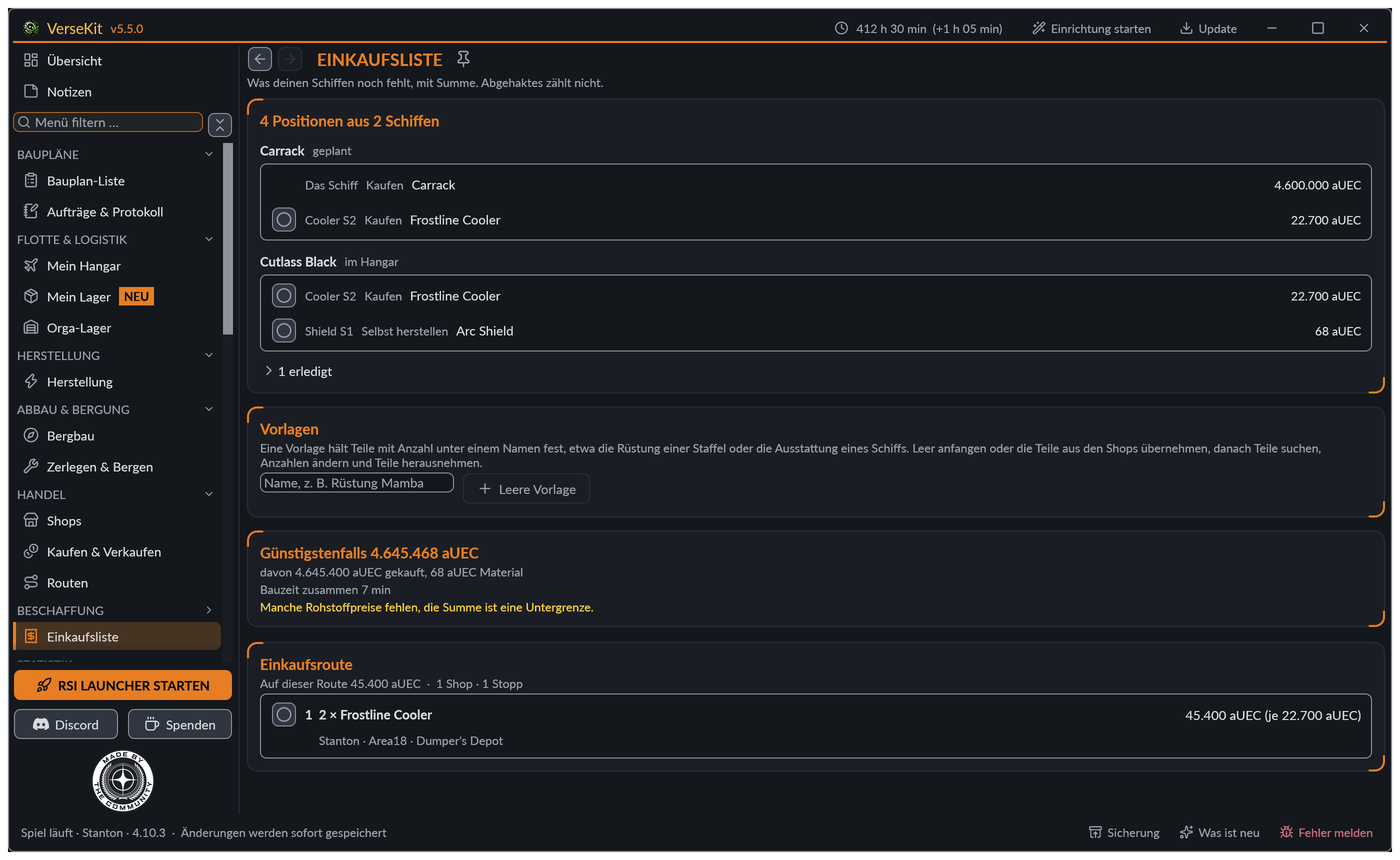 VerseKit v5.5.0
412 h 30 min (+1 h 05 min)
Einrichtung starten
Update
Übersicht
Notizen
Menü filtern ...
BAUPLÄNE
Bauplan-Liste
Aufträge & Protokoll
FLOTTE & LOGISTIK
Mein Hangar
Mein Lager NEU
Orga-Lager
HERSTELLUNG
Herstellung
ABBAU & BERGUNG
Bergbau
Zerlegen & Bergen
HANDEL
Shops
Kaufen & Verkaufen
Routen
BESCHAFFUNG
Einkaufsliste
RSI LAUNCHER STARTEN
Discord
Spenden
MADE BY
THE COMMUNITY
EINKAUFSLISTE
Was deinen Schiffen noch fehlt, mit Summe. Abgehaktes zählt nicht.
4 Positionen aus 2 Schiffen
Carrack geplant
Das Schiff Kaufen Carrack 4.600.000 aUEC
Cooler S2 Kaufen Frostline Cooler 22.700 aUEC
Cutlass Black im Hangar
Cooler S2 Kaufen Frostline Cooler 22.700 aUEC
Shield S1 Selbst herstellen Arc Shield 68 aUEC
1 erledigt
Vorlagen
Eine Vorlage hält Teile mit Anzahl unter einem Namen fest, etwa die Rüstung einer Staffel oder die Ausstattung eines Schiffs. Leer anfangen oder die Teile aus den Shops übernehmen, danach Teile suchen,
Anzahlen ändern und Teile herausnehmen.
Name, z. B. Rüstung Mamba
Leere Vorlage
Günstigstenfalls 4.645.468 aUEC
davon 4.645.400 aUEC gekauft, 68 aUEC Material
Bauzeit zusammen 7 min
Manche Rohstoffpreise fehlen, die Summe ist eine Untergrenze.
Einkaufsroute
Auf dieser Route 45.400 aUEC · 1 Shop · 1 Stopp
1 2 × Frostline Cooler 45.400 aUEC (je 22.700 aUEC)
Stanton · Area18 · Dumper's Depot
Spiel läuft · Stanton · 4.10.3 · Änderungen werden sofort gespeichert
Sicherung
Was ist neu
Fehler melden